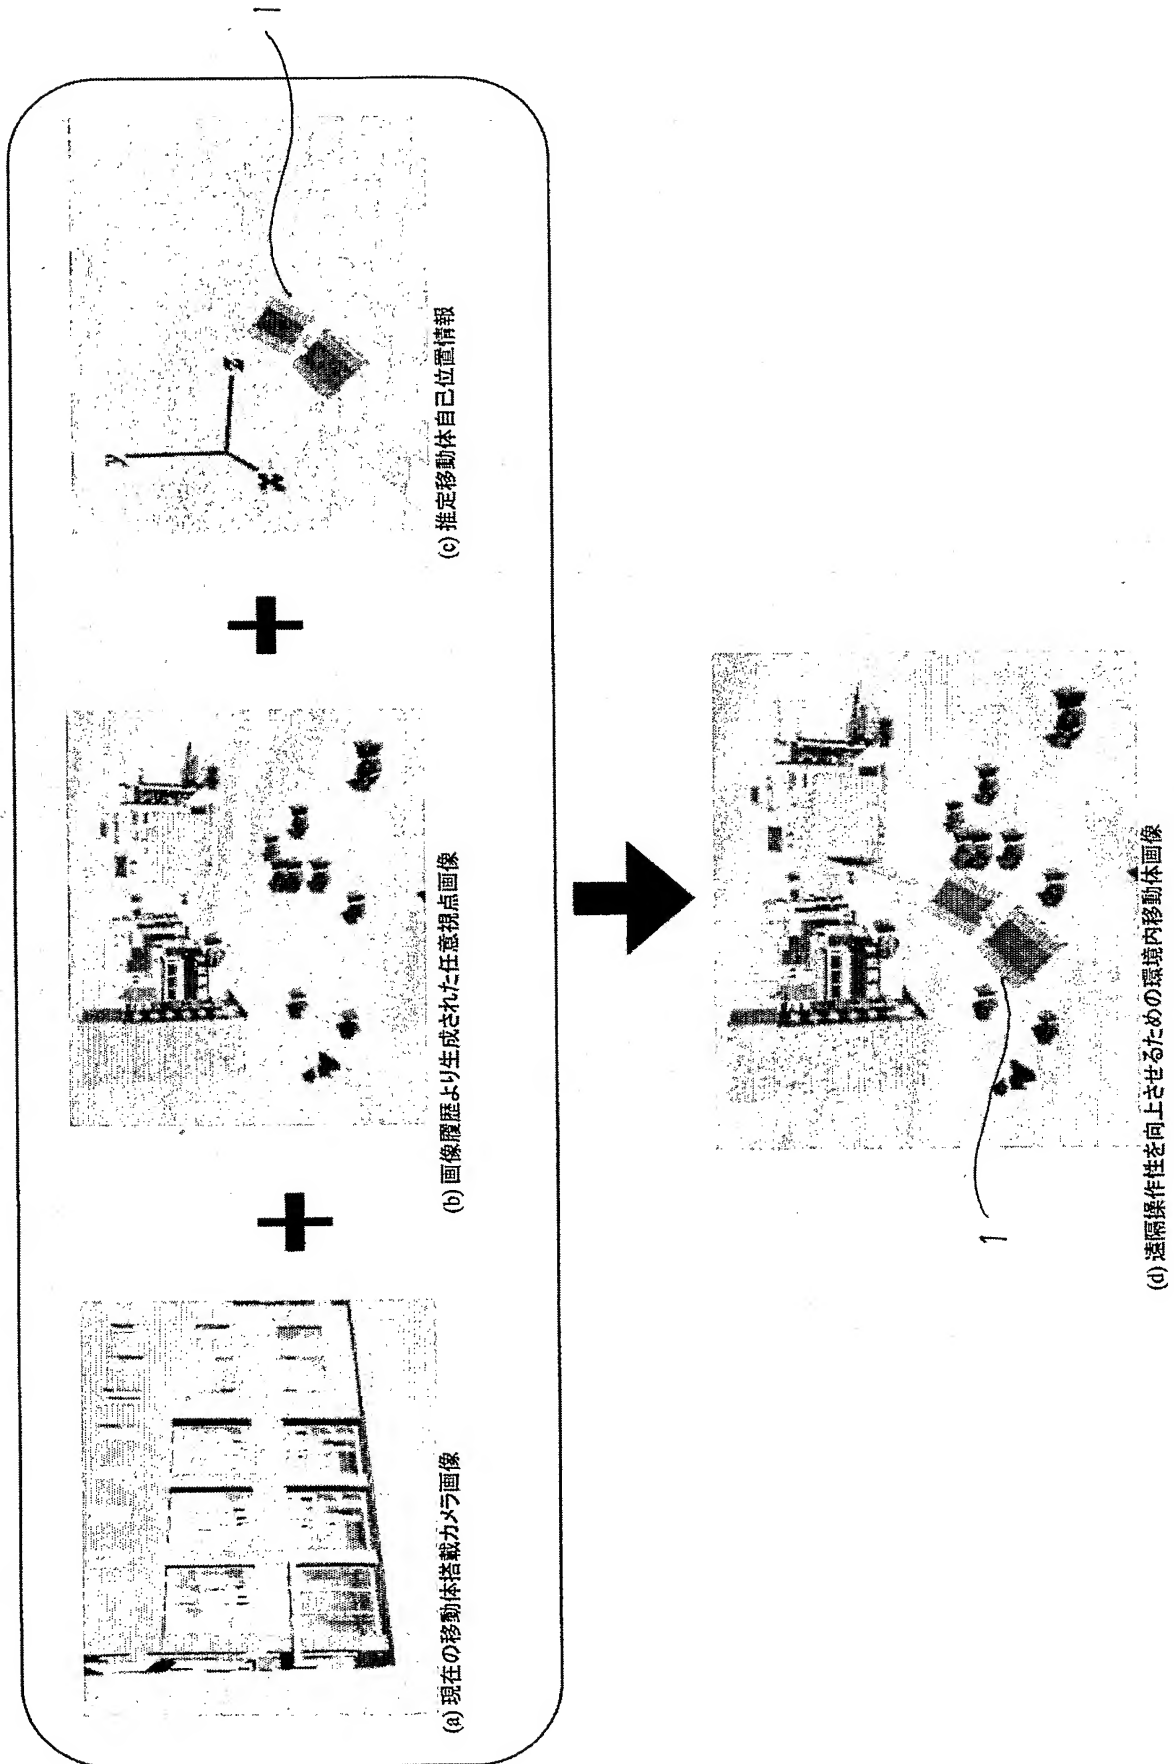 (a) 現在の移動体搭載カメラ画像
(b) 画像履歴より生成された任意視点画像
y
z
x
1
(c) 推定移動体自己位置情報
1
(d) 遠隔操作性を向上させるための環境内移動体画像